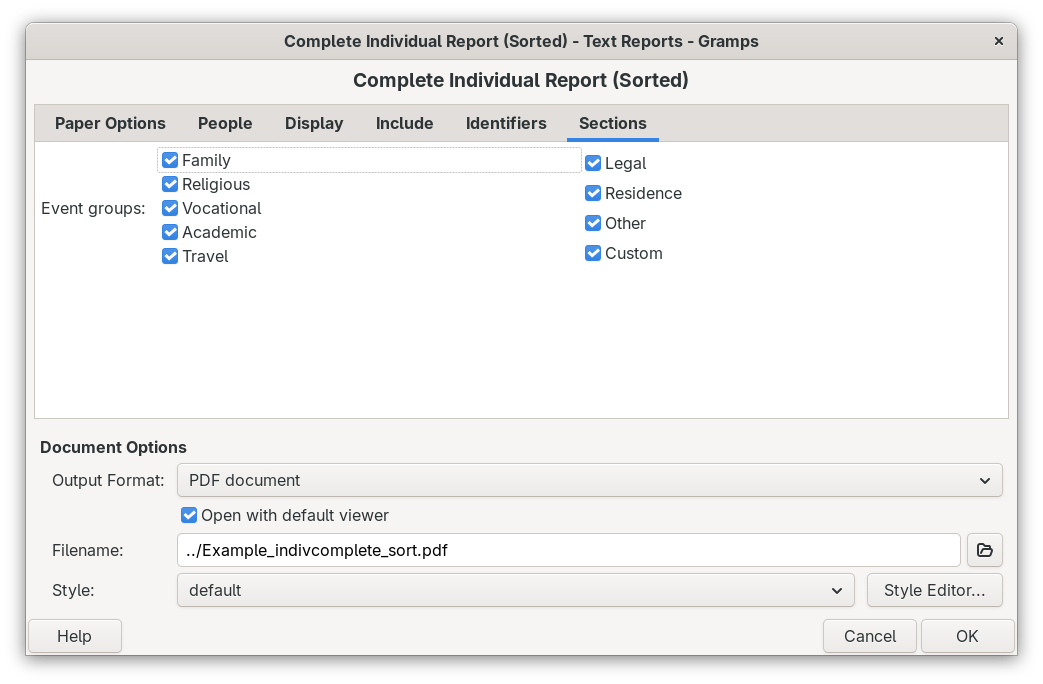 Complete Individual Report (Sorted) - Text Reports - Gramps
Complete Individual Report (Sorted)
Paper Options People Display Include Identifiers Sections
Event groups:
Family
Religious
Vocational
Academic
Travel
Legal
Residence
Other
Custom
Document Options
Output Format: PDF document
Open with default viewer
Filename: ../Example_indivcomplete_sort.pdf
Style: default Style Editor...
Help Cancel OK